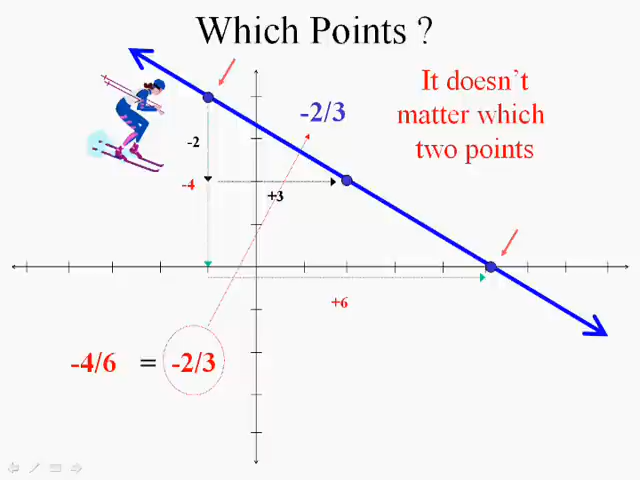 Which Points ?
It doesn't
matter which
two points
-2/3
-2
-4
+3
+6
-4/6 = -2/3